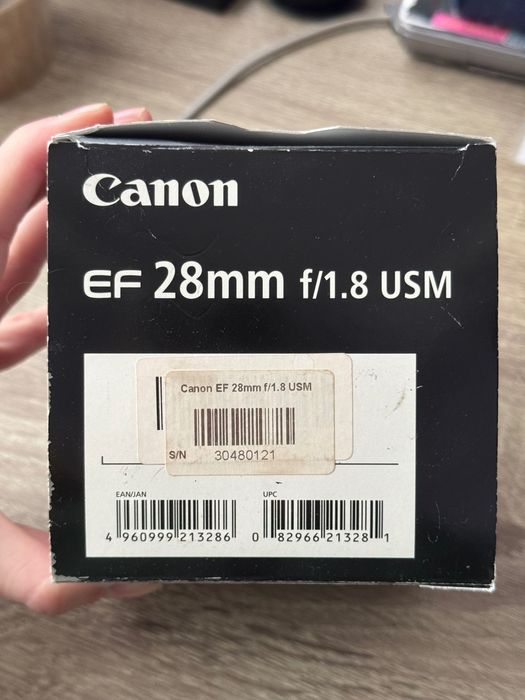 Canon
EF 28mm f/1.8 USM
Canon EF 28mm f/1.8 USM
S/N 30480121
EAN/JAN UPC
4 960999 213286 0 82966 21328 1